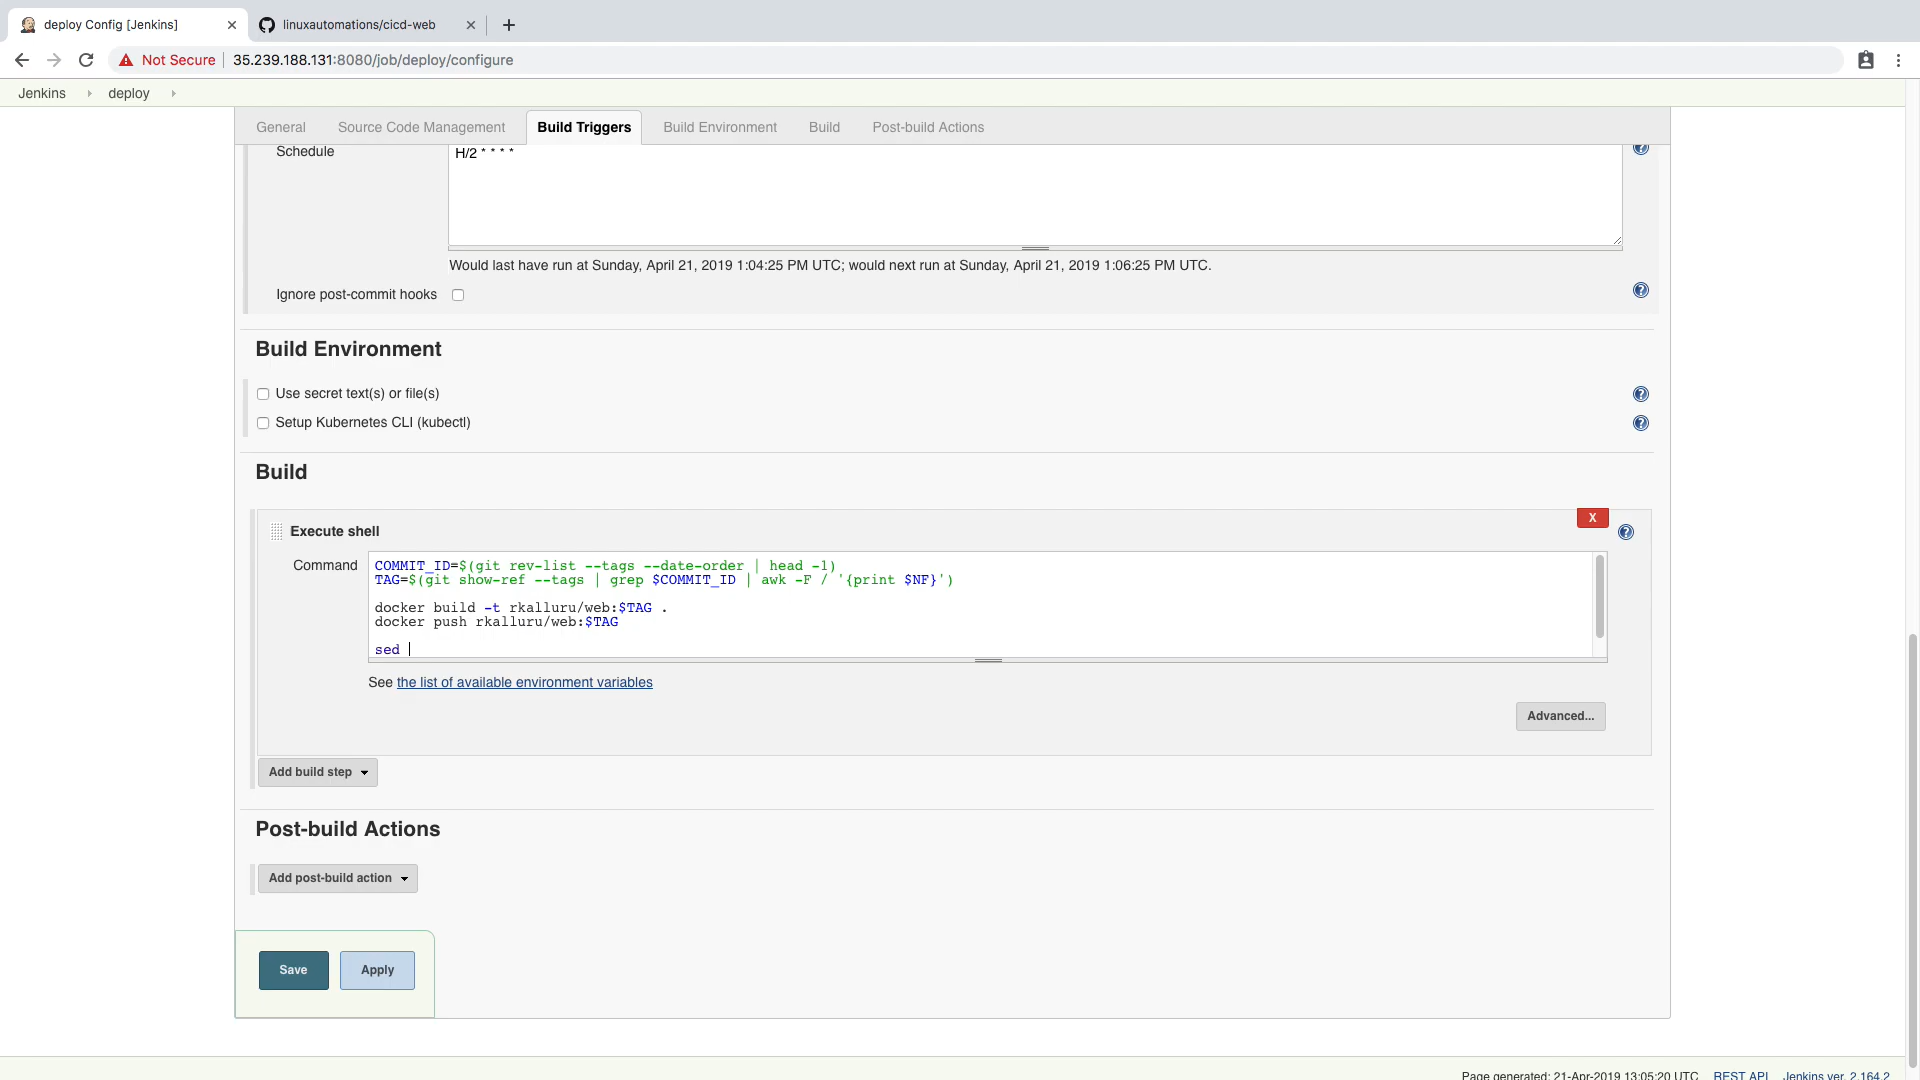 deploy Config [Jenkins]
linuxautomations/cicd-web
Not Secure
35.239.188.131:8080/job/deploy/configure
Jenkins
deploy
General
Source Code Management
Build Triggers
Build Environment
Build
Post-build Actions
Schedule
H/2 * * * *
Would last have run at Sunday, April 21, 2019 1:04:25 PM UTC; would next run at Sunday, April 21, 2019 1:06:25 PM UTC.
Ignore post-commit hooks
Build Environment
Use secret text(s) or file(s)
Setup Kubernetes CLI (kubectl)
Build
X
Execute shell
Command
COMMIT_ID=$(git rev-list --tags --date-order | head -1)
TAG=$(git show-ref --tags | grep $COMMIT_ID | awk -F / '{print $NF}')
docker build -t rkalluru/web:$TAG .
docker push rkalluru/web:$TAG
sed
See the list of available environment variables
Advanced...
Add build step
Post-build Actions
Add post-build action
Save
Apply
Page generated: 21-Apr-2019 13:05:20 UTC
REST API
Jenkins ver. 2.164.2